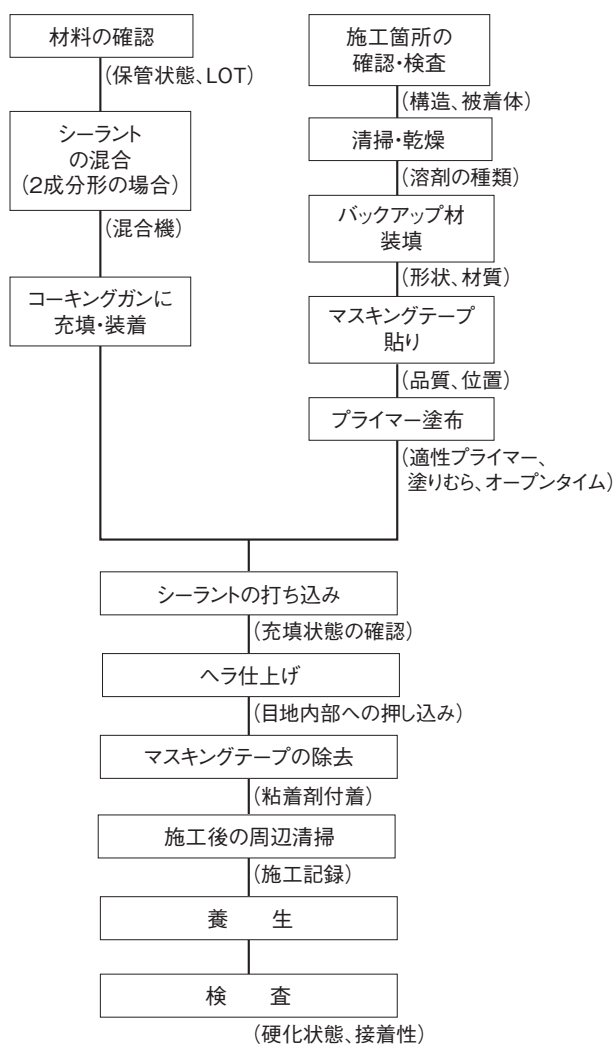 材料の確認
(保管状態、LOT)
シーラント
の混合
(2成分形の場合)
(混合機)
コーキングガンに
充填・装着
施工箇所の
確認・検査
(構造、被着体)
清掃・乾燥
(溶剤の種類)
バックアップ材
装填
(形状、材質)
マスキングテープ
貼り
(品質、位置)
プライマー塗布
(適性プライマー、
塗りむら、オープンタイム)
シーラントの打ち込み
(充填状態の確認)
ヘラ仕上げ
(目地内部への押し込み)
マスキングテープの除去
(粘着剤付着)
施工後の周辺清掃
(施工記録)
養　　生
検　　査
(硬化状態、接着性)